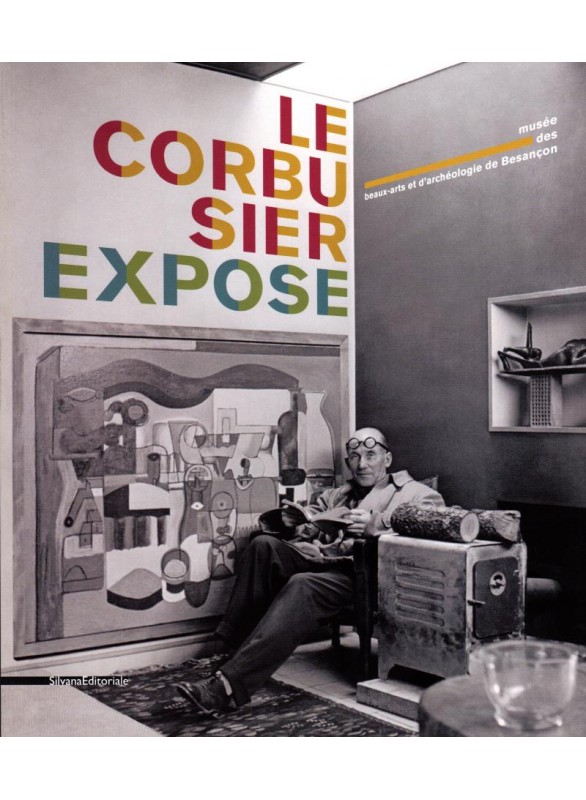 LE
CORBU
SIER
EXPOSE
musée
des
beaux-arts et d'archéologie de Besançon
SilvanaEditoriale